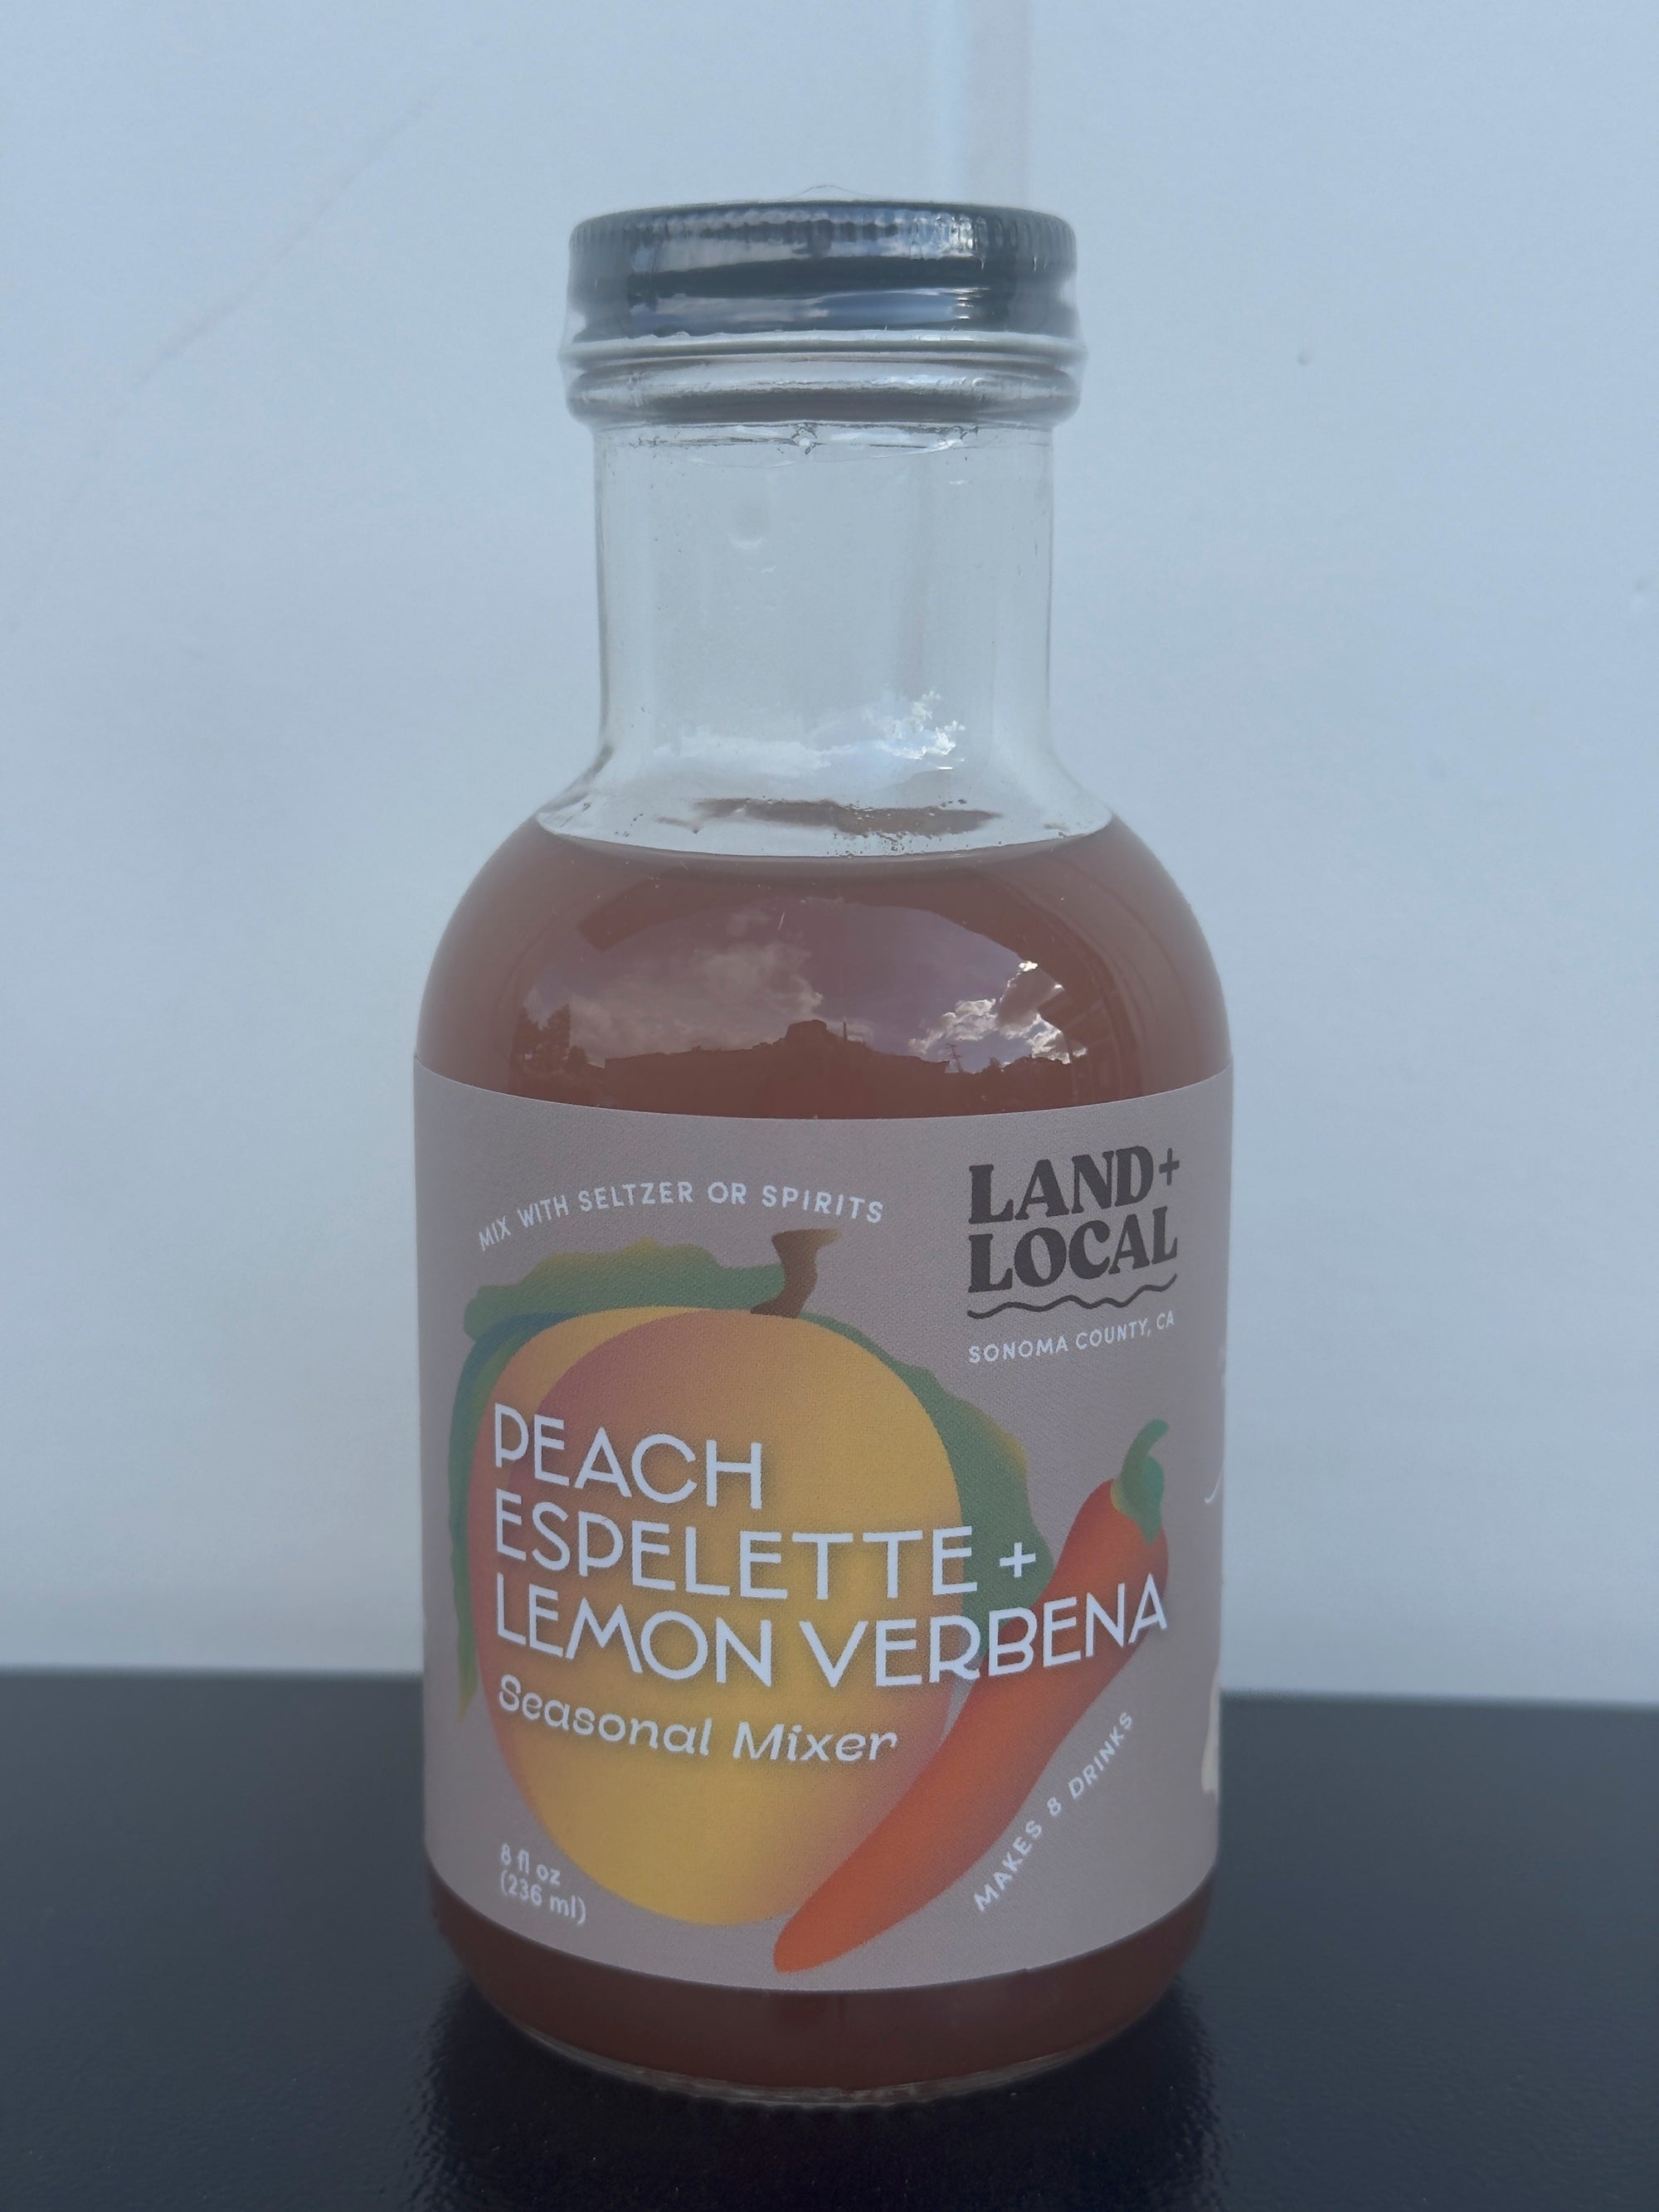 MIX WITH SELTZER OR SPIRITS
LAND+
LOCAL
SONOMA COUNTY, CA
PEACH
ESPELETTE +
LEMON VERBENA
Seasonal Mixer
MAKES 8 DRINKS
8 fl oz
(236 ml)